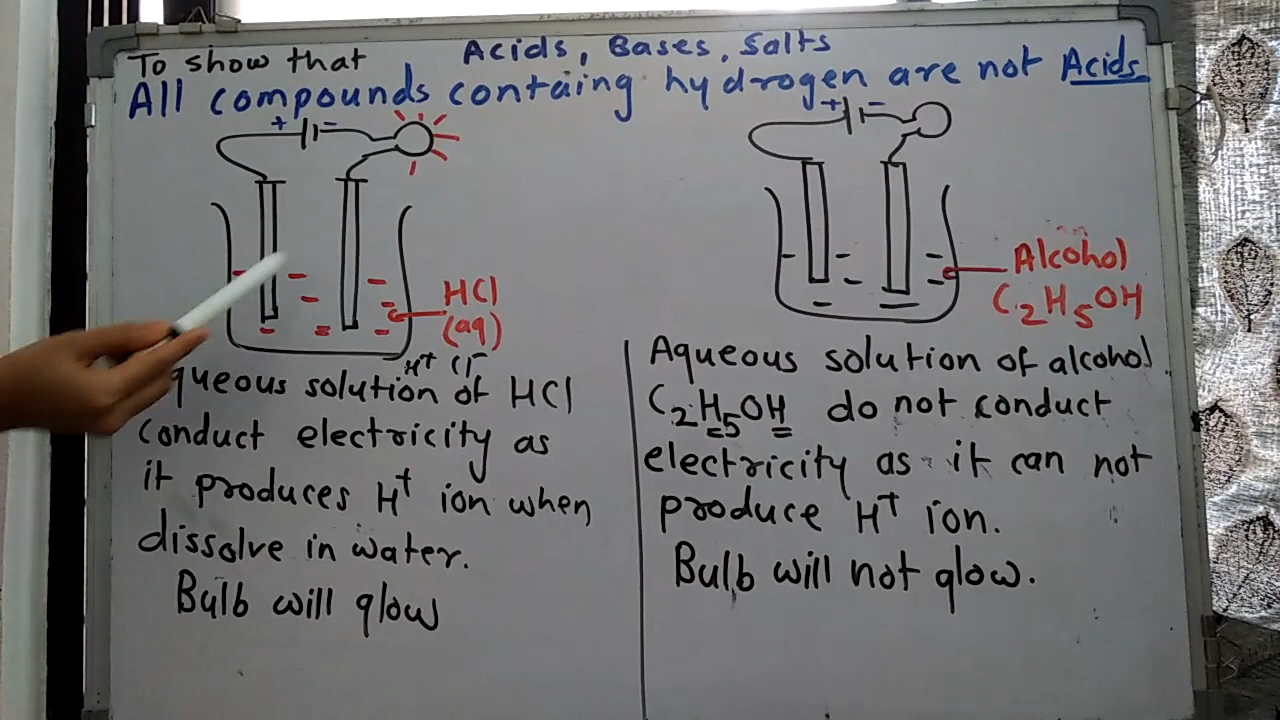 To show that Acids, Bases, Salts
All compounds containg hydrogen are not Acids
+ -
HCl
(aq)
H+ Cl-
queous solution of HCl
conduct electricity as
it produces H+ ion when
dissolve in water.
Bulb will glow
+ -
Alcohol
C2H5OH
Aqueous solution of alcohol
C2H5OH do not conduct
electricity as it can not
produce H+ ion.
Bulb will not glow.